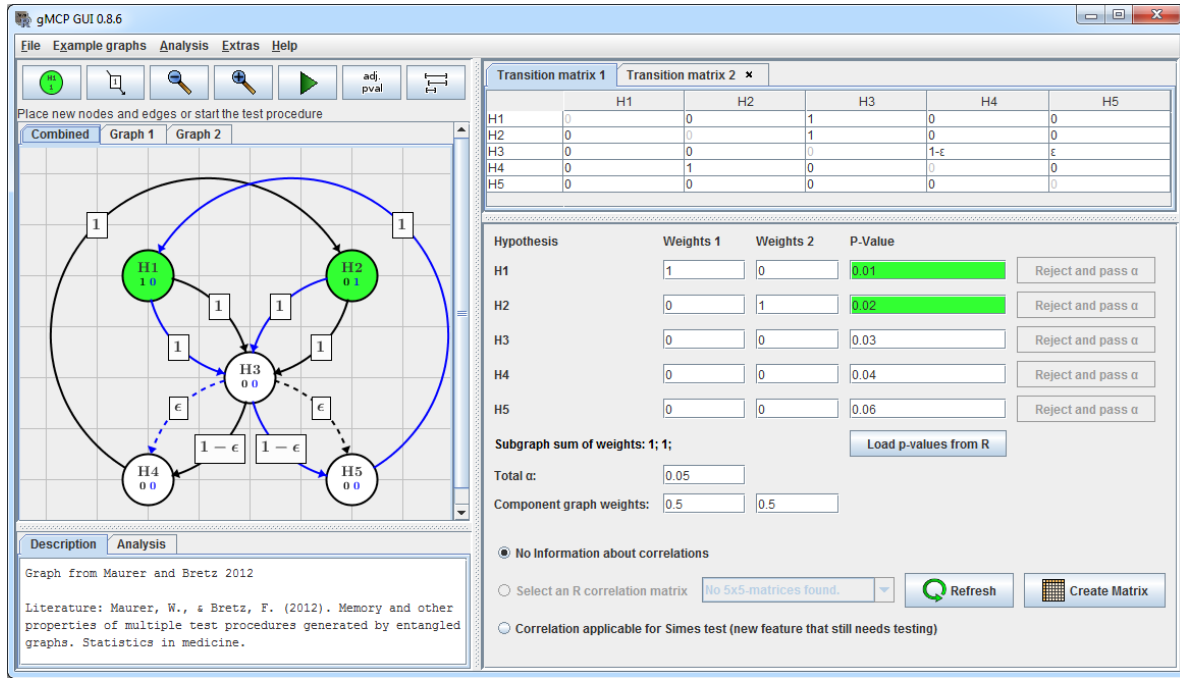 gMCP GUI 0.8.6
File Example graphs Analysis Extras Help
H1
1
1
adj.
pval
Place new nodes and edges or start the test procedure
Combined Graph 1 Graph 2
1 1
H1
1 0
H2
0 1
1 1
1 1
H3
0 0
ϵ ϵ
1 − ϵ 1 − ϵ
H4
0 0
H5
0 0
Description Analysis
Graph from Maurer and Bretz 2012
Literature: Maurer, W., & Bretz, F. (2012). Memory and other
properties of multiple test procedures generated by entangled
graphs. Statistics in medicine.
Transition matrix 1 Transition matrix 2 ×
H1 H2 H3 H4 H5
H1 0 0 1 0 0
H2 0 0 1 0 0
H3 0 0 0 1-ε ε
H4 0 1 0 0 0
H5 0 0 0 0 0
Hypothesis Weights 1 Weights 2 P-Value
H1 1 0 0.01 Reject and pass α
H2 0 1 0.02 Reject and pass α
H3 0 0 0.03 Reject and pass α
H4 0 0 0.04 Reject and pass α
H5 0 0 0.06 Reject and pass α
Subgraph sum of weights: 1; 1; Load p-values from R
Total α: 0.05
Component graph weights: 0.5 0.5
No Information about correlations
Select an R correlation matrix No 5x5-matrices found. Refresh Create Matrix
Correlation applicable for Simes test (new feature that still needs testing)